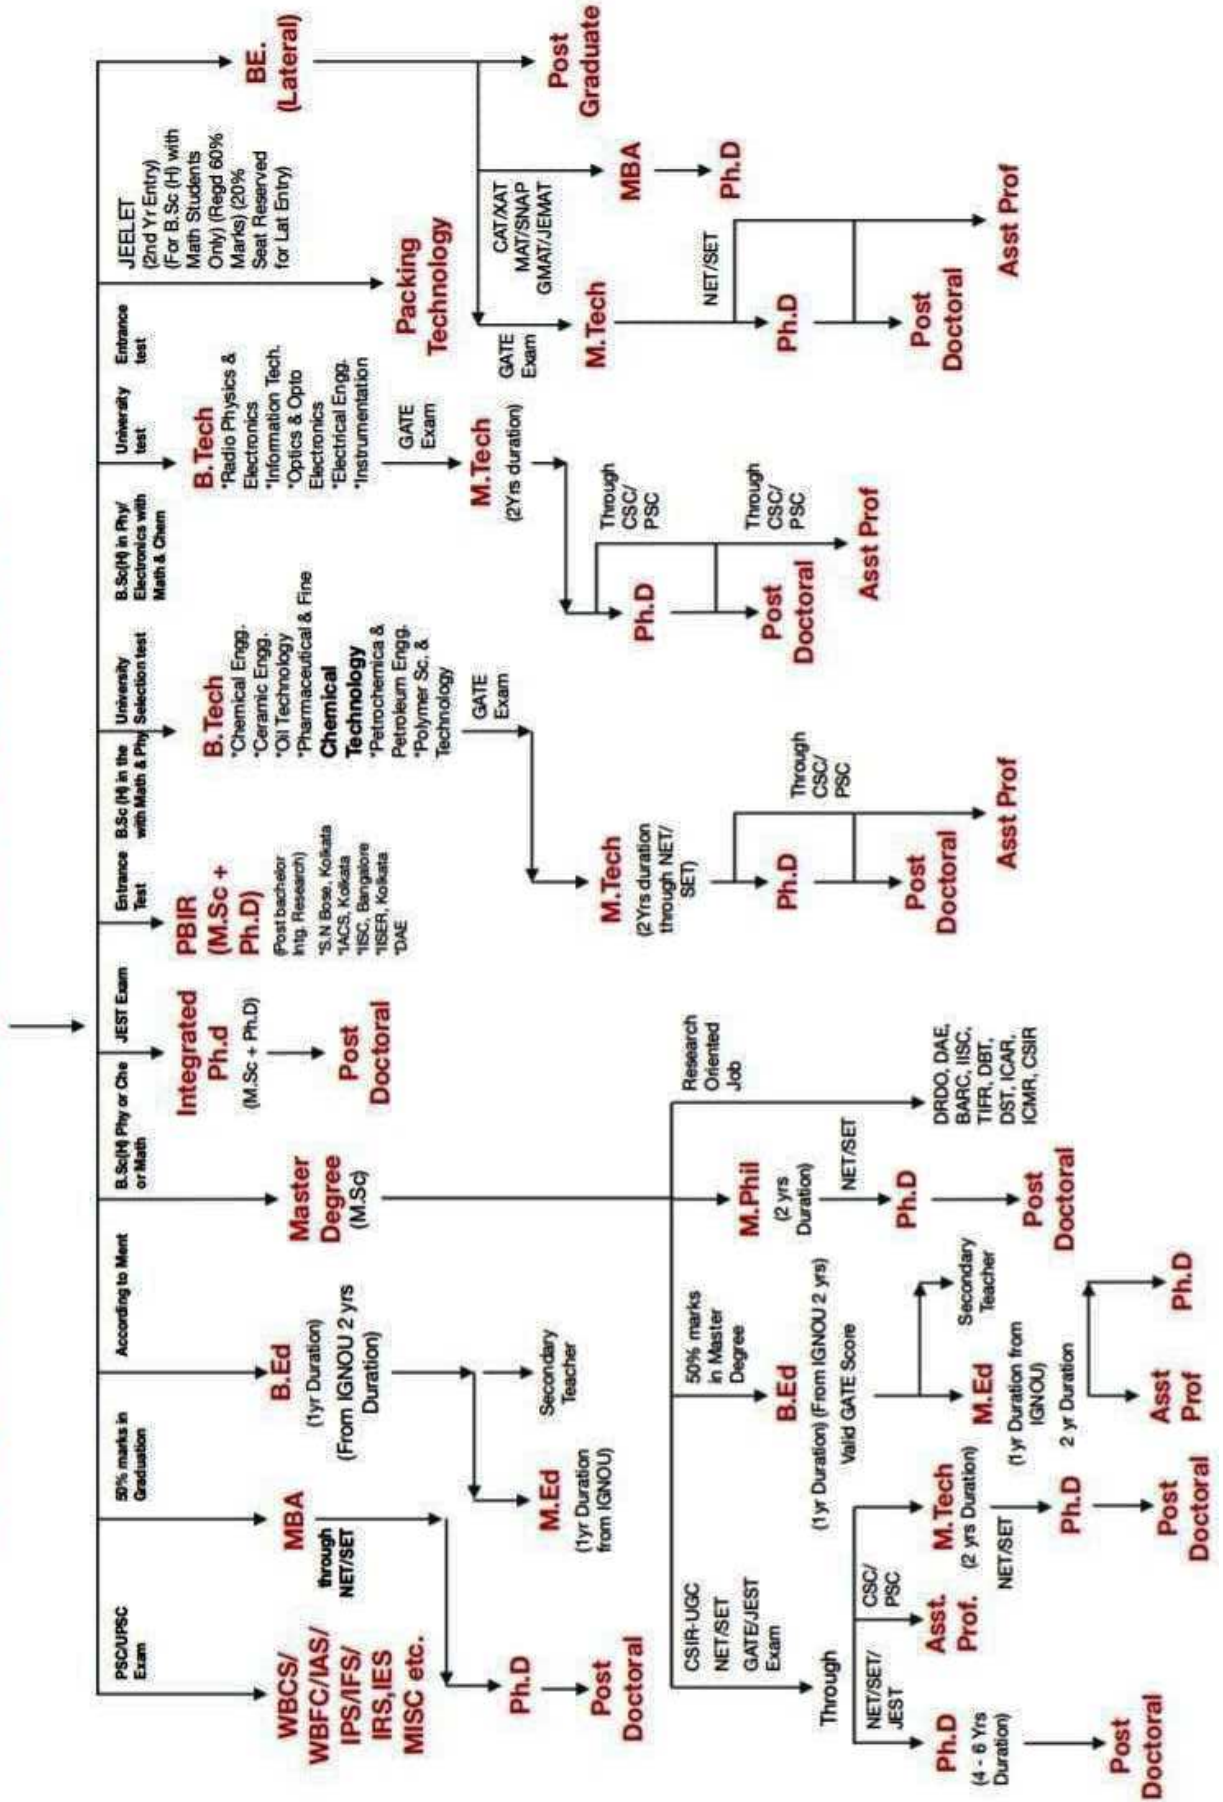 PSC/UPSC
Exam
50% marks in
Graduation
According to Merit
B.Sc(H) Phy or Che
or Math
JEST Exam
Entrance
Test
B.Sc (H) in the
with Math & Phy
University
Selection test
B.Sc(H) in Phy/
Electronics with
Math & Chem
University
test
Entrance
test
JEELET
(2nd Yr Entry)
(For B.Sc (H) with
Math Students
Only) (Regd 60%
Marks) (20%
Seat Reserved
for Lat Entry)
WBCS/
WBFC/IAS/
IPS/IFS/
IRS,IES
MISC etc.
MBA
through
NET/SET
Ph.D
Post
Doctoral
B.Ed
(1yr Duration)
(From IGNOU 2 yrs
Duration)
M.Ed
(1yr Duration
from IGNOU)
Secondary
Teacher
Master
Degree
(M.Sc)
Integrated
Ph.d
(M.Sc + Ph.D)
Post
Doctoral
PBIR
(M.Sc +
Ph.D)
(Post bachelor
Intg. Research)
*S.N Bose, Kolkata
*IACS, Kolkata
*IISC, Bangalore
*IISER, Kolkata
*DAE
B.Tech
*Chemical Engg.
*Ceramic Engg.
*Oil Technology
*Pharmaceutical & Fine
Chemical
Technology
*Petrochemica &
Petroleum Engg.
*Polymer Sc, &
Technology
GATE
Exam
M.Tech
(2Yrs duration
through NET/
SET)
Ph.D
Through
CSC/
PSC
Post
Doctoral
Asst Prof
B.Tech
*Radio Physics &
Electronics
*Information Tech.
*Optics & Opto
Electronics
*Electrical Engg.
*Instrumentation
GATE
Exam
M.Tech
(2Yrs duration)
Through
CSC/
PSC
Ph.D
Through
CSC/
PSC
Post
Doctoral
Asst Prof
Packing
Technology
BE.
(Lateral)
GATE
Exam
CAT/XAT
MAT/SNAP
GMAT/JEMAT
Post
Graduate
M.Tech
MBA
Ph.D
NET/SET
Ph.D
Post
Doctoral
Asst Prof
CSIR-UGC
NET/SET
GATE/JEST
Exam
50% marks
in Master
Degree
Research
Oriented
Job
Through
NET/SET/
JEST
CSC/
PSC
Ph.D
(4 - 6 Yrs
Duration)
Post
Doctoral
Asst.
Prof.
M.Tech
(2 yrs Duration)
NET/SET
Ph.D
Post
Doctoral
B.Ed
(1yr Duration) (From IGNOU 2 yrs)
Valid GATE Score
M.Ed
(1yr Duration from
IGNOU)
2 yr Duration
Secondary
Teacher
Asst
Prof
Ph.D
M.Phil
(2 yrs
Duration)
NET/SET
Ph.D
Post
Doctoral
DRDO, DAE,
BARC, IISC,
TIFR, DBT,
DST, ICAR,
ICMR, CSIR